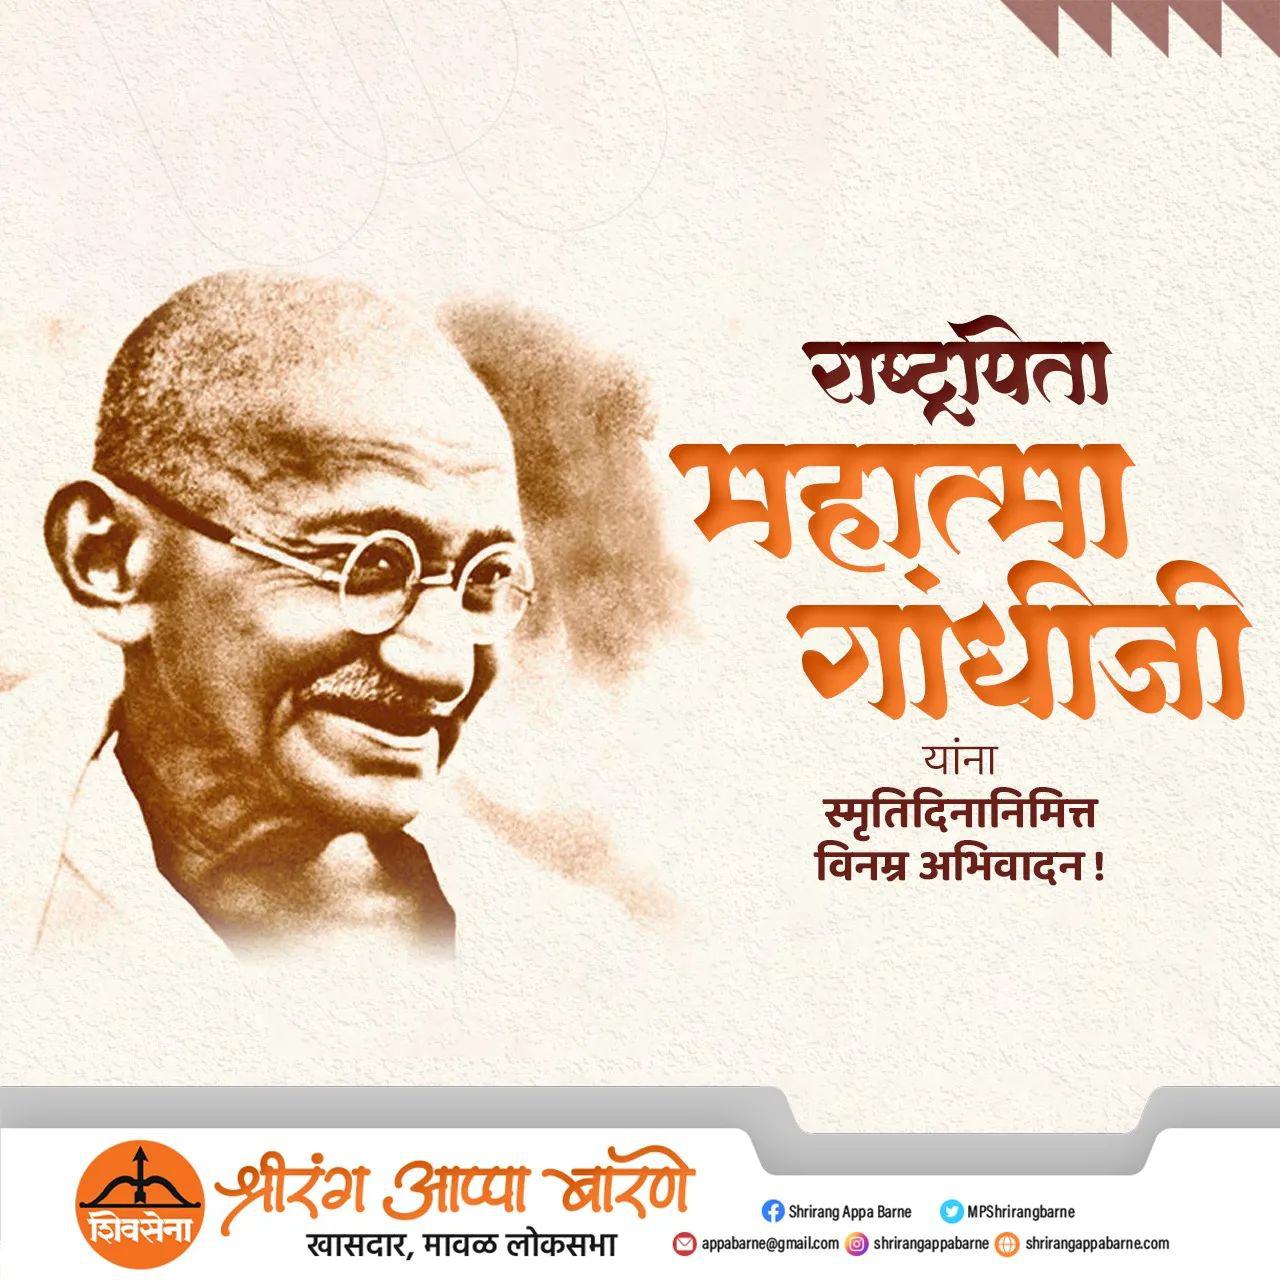 राष्ट्रपिता
महात्मा
गांधीजी
यांना
स्मृतिदिनानिमित्त
विनम्र अभिवादन !
शिवसेना
श्रीरंग आप्पा बारणे
खासदार, मावळ लोकसभा
Shrirang Appa Barne MPShrirangbarne
appabarne@gmail.com shrirangappabarne shrirangappabarne.com